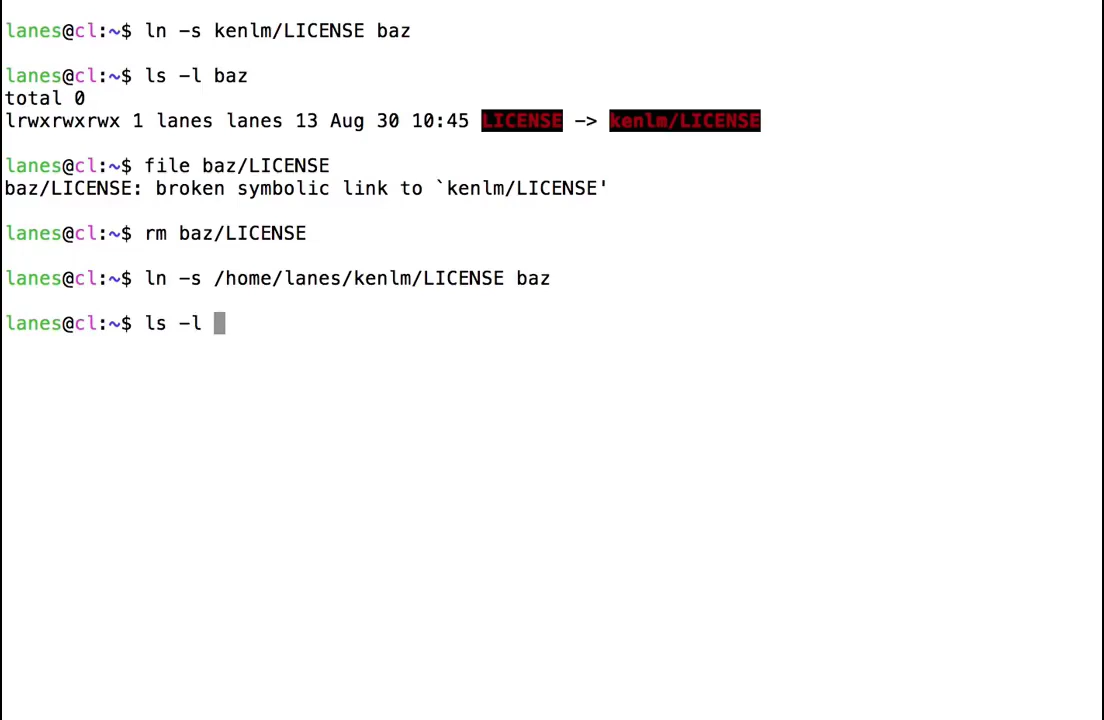 lanes@cl:~$ ln -s kenlm/LICENSE baz
lanes@cl:~$ ls -l baz
total 0
lrwxrwxrwx 1 lanes lanes 13 Aug 30 10:45 LICENSE -> kenlm/LICENSE
lanes@cl:~$ file baz/LICENSE
baz/LICENSE: broken symbolic link to `kenlm/LICENSE'
lanes@cl:~$ rm baz/LICENSE
lanes@cl:~$ ln -s /home/lanes/kenlm/LICENSE baz
lanes@cl:~$ ls -l